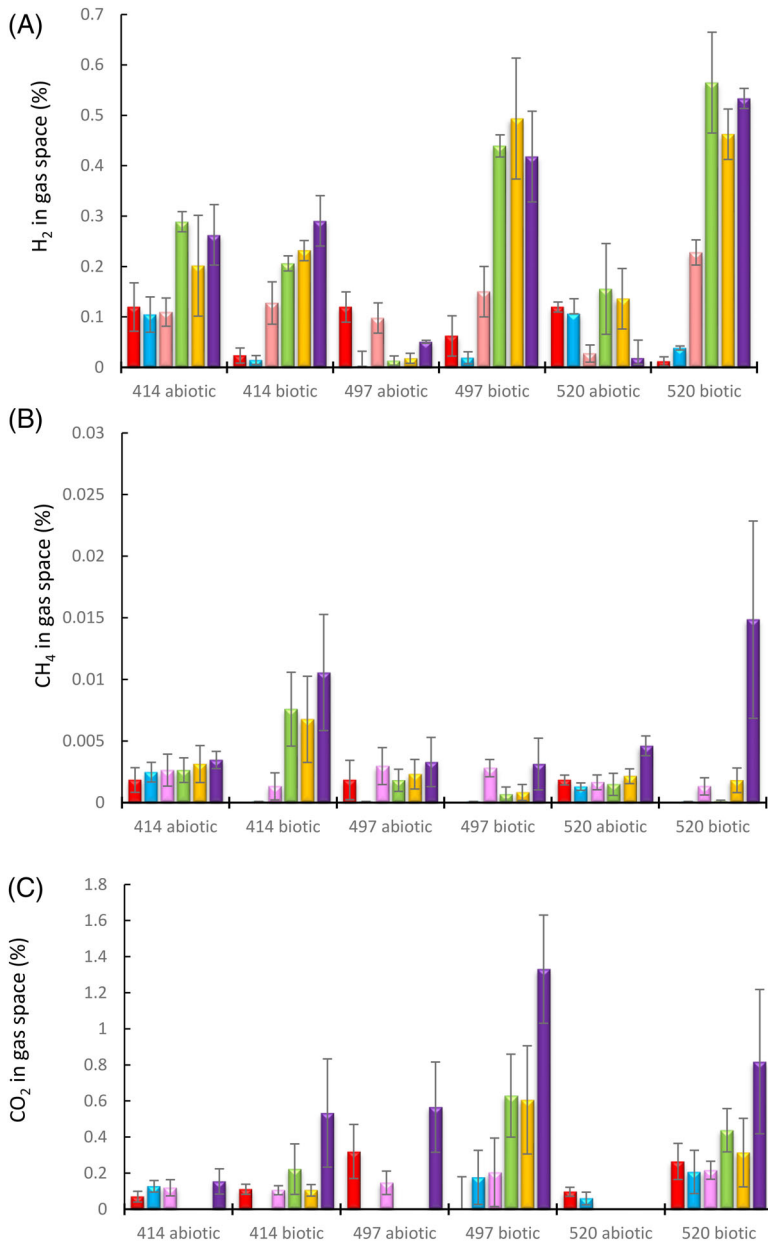 (A)
H₂ in gas space (%)
0.7
0.6
0.5
0.4
0.3
0.2
0.1
0
414 abiotic 414 biotic 497 abiotic 497 biotic 520 abiotic 520 biotic
(B)
CH₄ in gas space (%)
0.03
0.025
0.02
0.015
0.01
0.005
0
414 abiotic 414 biotic 497 abiotic 497 biotic 520 abiotic 520 biotic
(C)
CO₂ in gas space (%)
1.8
1.6
1.4
1.2
1
0.8
0.6
0.4
0.2
0
414 abiotic 414 biotic 497 abiotic 497 biotic 520 abiotic 520 biotic